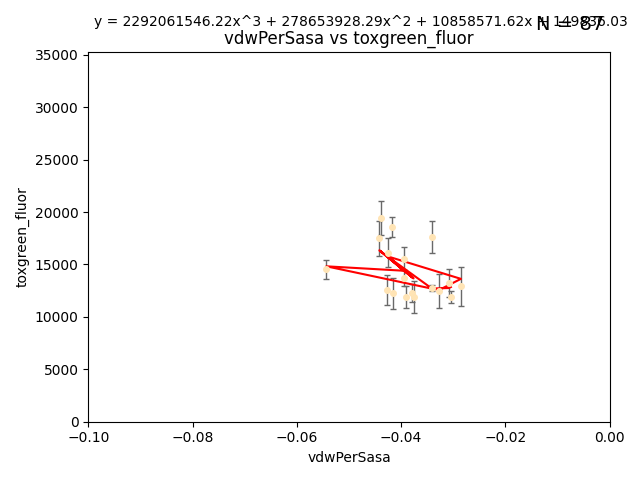 y = 2292061546.22x^3 + 278653928.29x^2 + 10858571.62x + 149836.03
N = 87
vdwPerSasa vs toxgreen_fluor
35000
30000
25000
20000
15000
10000
5000
0
toxgreen_fluor
−0.10
−0.08
−0.06
−0.04
−0.02
0.00
vdwPerSasa